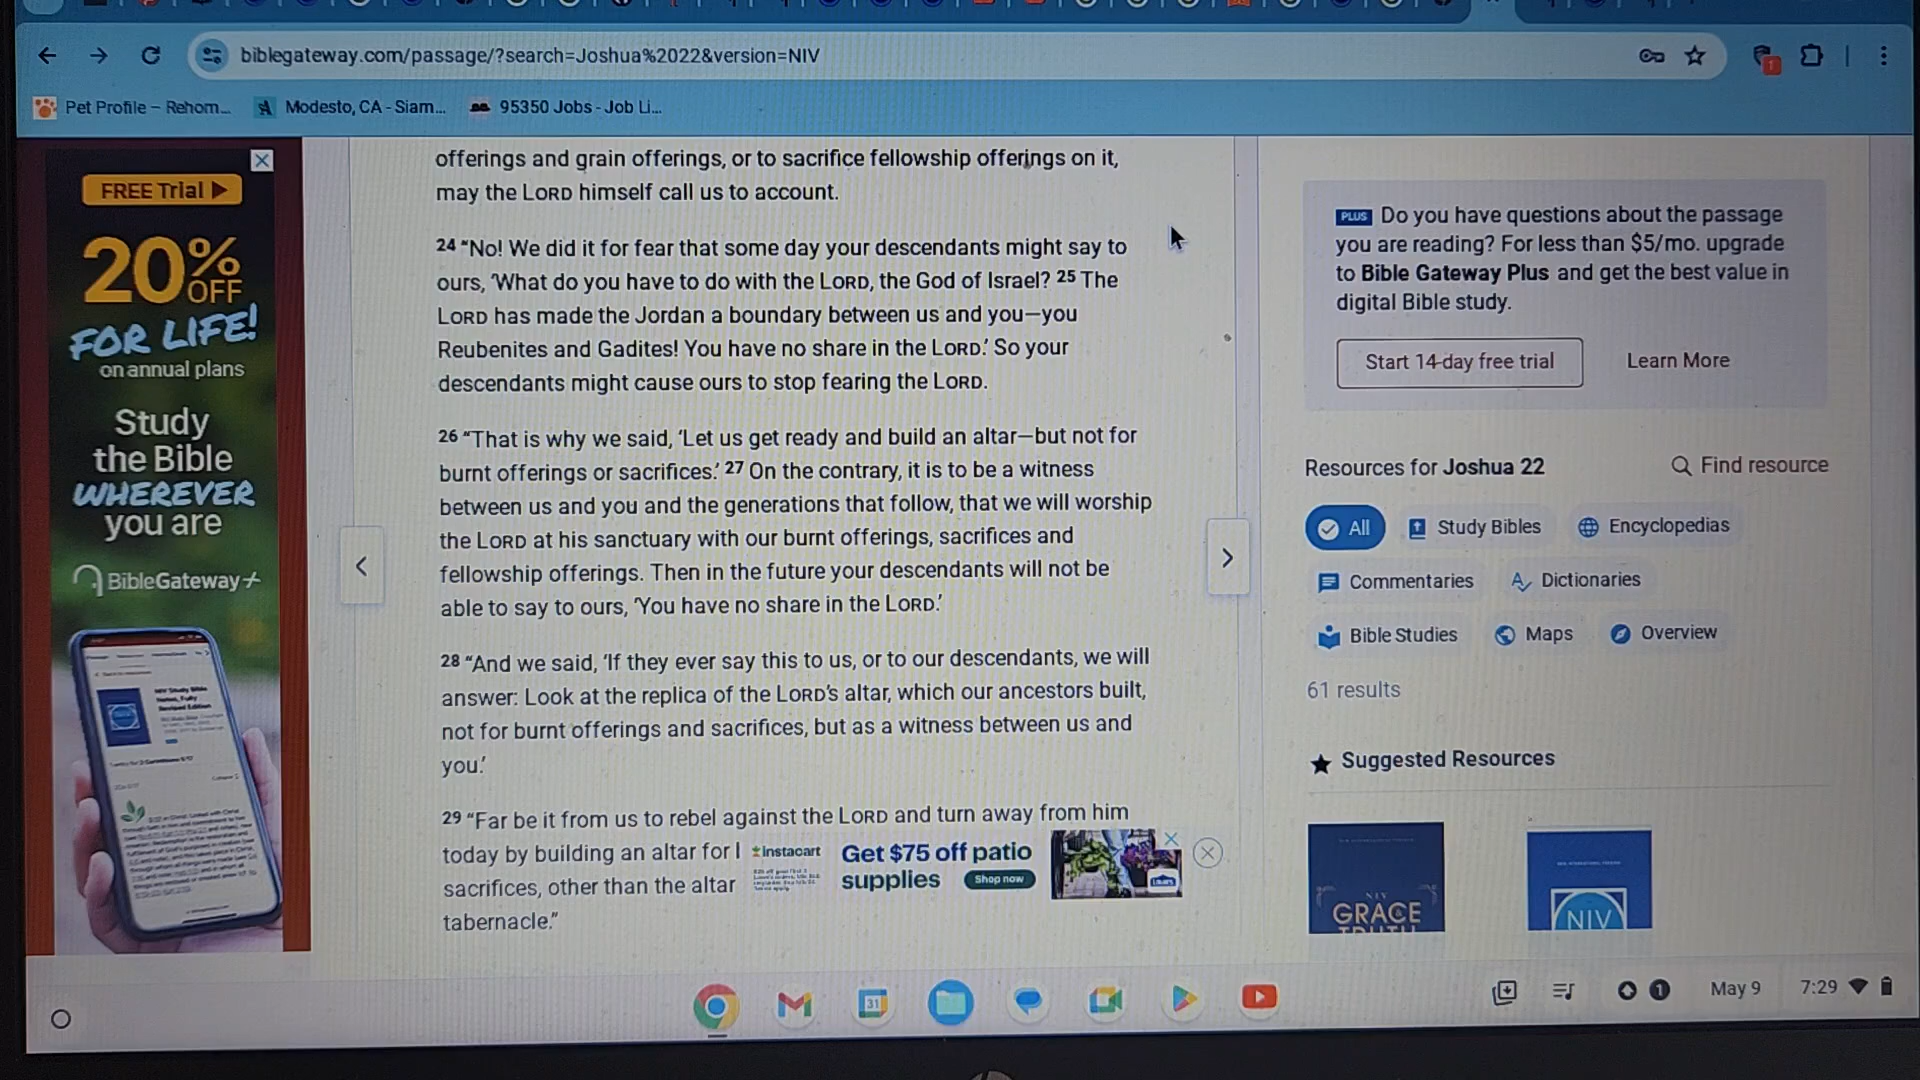 biblegateway.com/passage/?search=Joshua%2022&version=NIV
1
Pet Profile – Rehom...
Modesto, CA - Siam...
95350 Jobs - Job Li...
FREE Trial
20% OFF
FOR LIFE!
on annual plans
Study
the Bible
WHEREVER
you are
BibleGateway+
offerings and grain offerings, or to sacrifice fellowship offerings on it,
may the LORD himself call us to account.
24 “No! We did it for fear that some day your descendants might say to
ours, ‘What do you have to do with the LORD, the God of Israel? 25 The
LORD has made the Jordan a boundary between us and you—you
Reubenites and Gadites! You have no share in the LORD.’ So your
descendants might cause ours to stop fearing the LORD.
26 “That is why we said, ‘Let us get ready and build an altar—but not for
burnt offerings or sacrifices.’ 27 On the contrary, it is to be a witness
between us and you and the generations that follow, that we will worship
the LORD at his sanctuary with our burnt offerings, sacrifices and
fellowship offerings. Then in the future your descendants will not be
able to say to ours, ‘You have no share in the LORD.’
28 “And we said, ‘If they ever say this to us, or to our descendants, we will
answer: Look at the replica of the LORD’s altar, which our ancestors built,
not for burnt offerings and sacrifices, but as a witness between us and
you.’
29 “Far be it from us to rebel against the LORD and turn away from him
today by building an altar for
sacrifices, other than the altar
tabernacle.”
instacart
Get $75 off patio
supplies
Shop now
Lowe's
PLUS Do you have questions about the passage
you are reading? For less than $5/mo. upgrade
to Bible Gateway Plus and get the best value in
digital Bible study.
Start 14-day free trial
Learn More
Resources for Joshua 22
Find resource
All
Study Bibles
Encyclopedias
Commentaries
Dictionaries
Bible Studies
Maps
Overview
61 results
Suggested Resources
NIV
GRACE
TRUTH
NIV
31
1
May 9
7:29